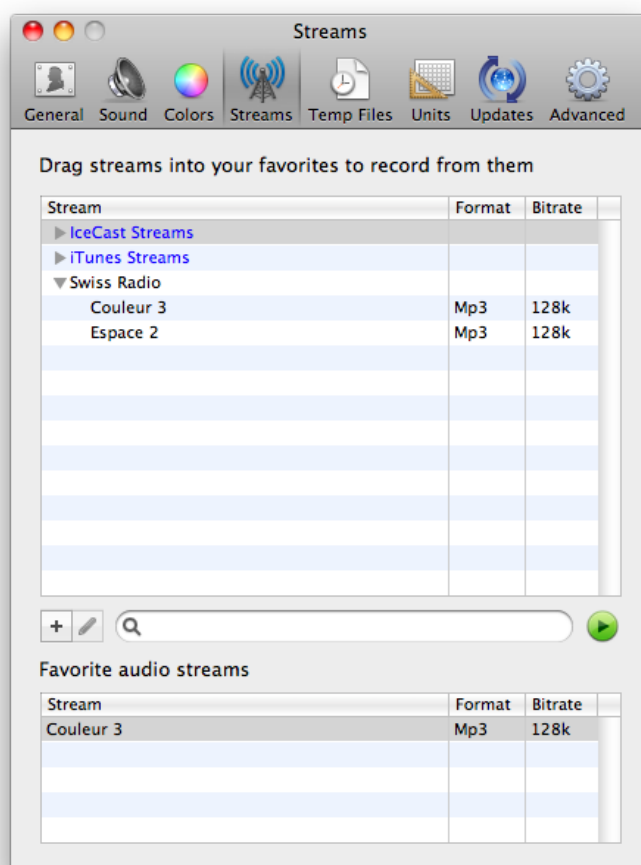 Streams
General Sound Colors Streams Temp Files Units Updates Advanced
Drag streams into your favorites to record from them
Stream Format Bitrate
IceCast Streams
iTunes Streams
Swiss Radio
Couleur 3 Mp3 128k
Espace 2 Mp3 128k
Favorite audio streams
Stream Format Bitrate
Couleur 3 Mp3 128k